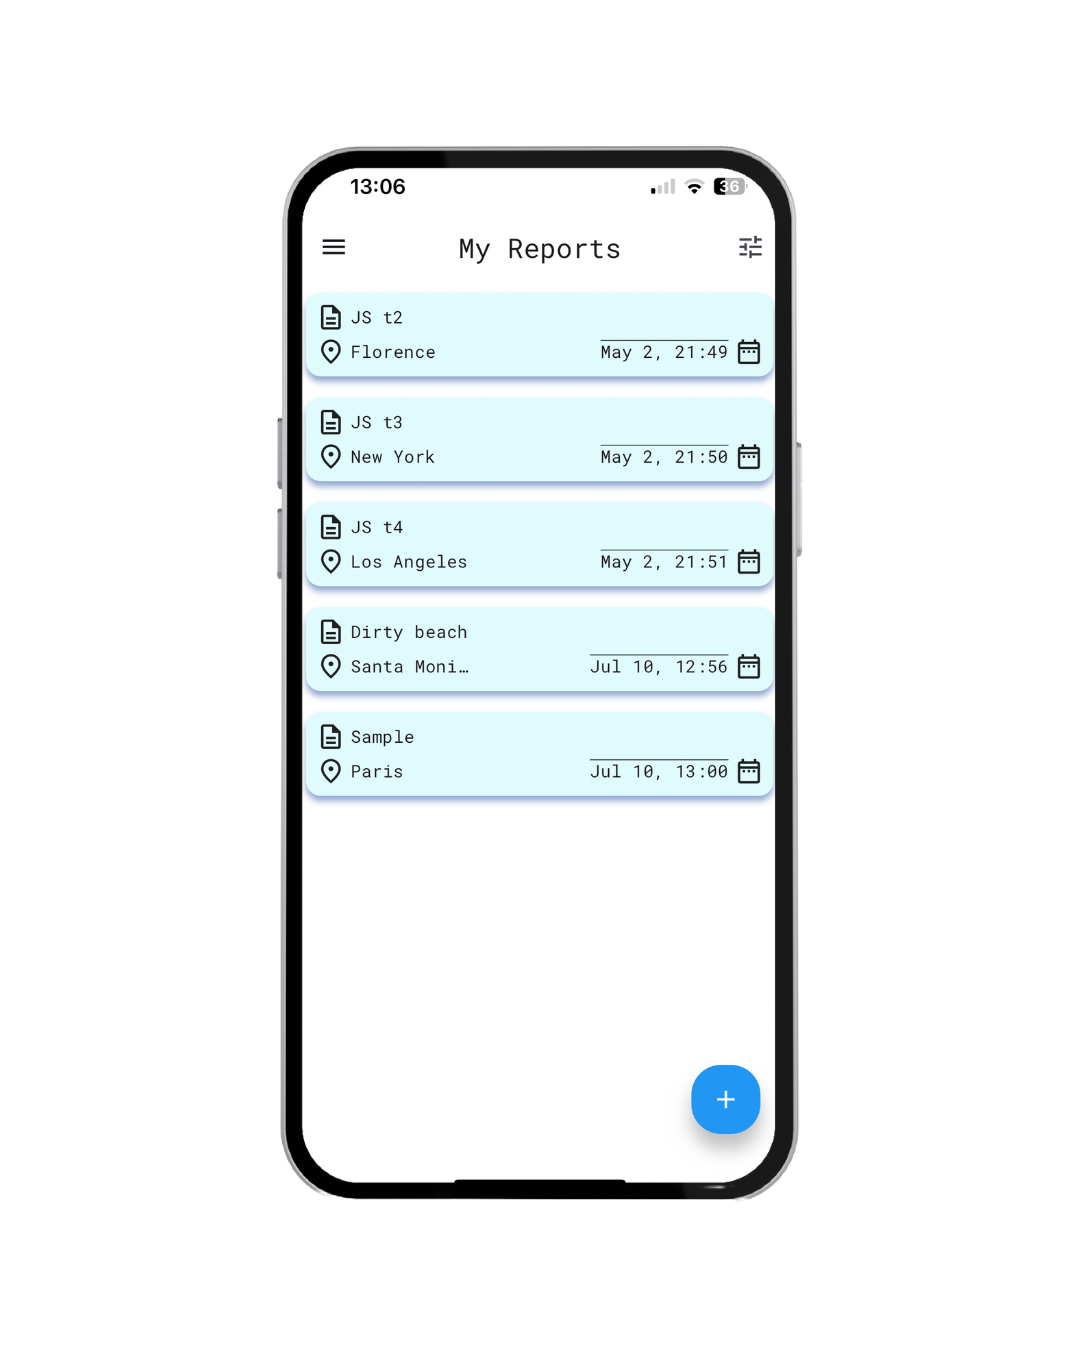 13:06
36
My Reports
JS t2
Florence May 2, 21:49
JS t3
New York May 2, 21:50
JS t4
Los Angeles May 2, 21:51
Dirty beach
Santa Moni… Jul 10, 12:56
Sample
Paris Jul 10, 13:00
+